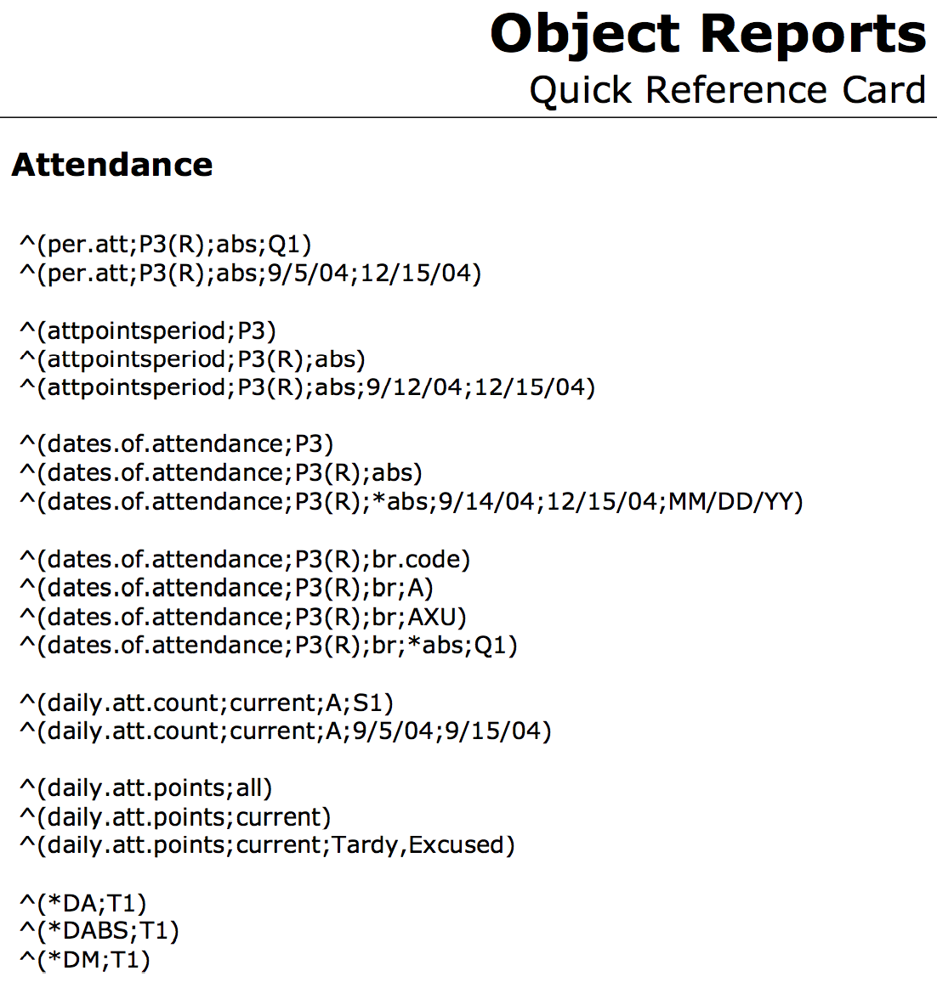 Object Reports
Quick Reference Card
Attendance
^(per.att;P3(R);abs;Q1)
^(per.att;P3(R);abs;9/5/04;12/15/04)
^(attpointsperiod;P3)
^(attpointsperiod;P3(R);abs)
^(attpointsperiod;P3(R);abs;9/12/04;12/15/04)
^(dates.of.attendance;P3)
^(dates.of.attendance;P3(R);abs)
^(dates.of.attendance;P3(R);*abs;9/14/04;12/15/04;MM/DD/YY)
^(dates.of.attendance;P3(R);br.code)
^(dates.of.attendance;P3(R);br;A)
^(dates.of.attendance;P3(R);br;AXU)
^(dates.of.attendance;P3(R);br;*abs;Q1)
^(daily.att.count;current;A;S1)
^(daily.att.count;current;A;9/5/04;9/15/04)
^(daily.att.points;all)
^(daily.att.points;current)
^(daily.att.points;current;Tardy,Excused)
^(*DA;T1)
^(*DABS;T1)
^(*DM;T1)